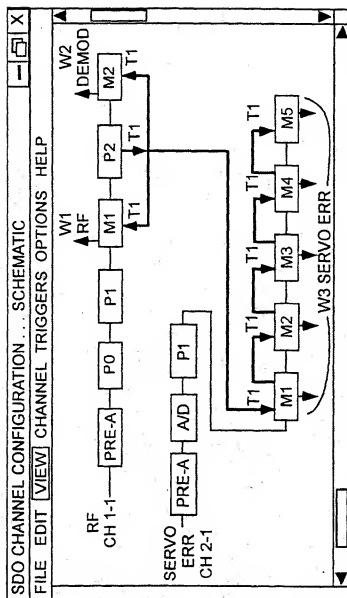 SDO CHANNEL CONFIGURATION ... SCHEMATIC
FILE EDIT VIEW CHANNEL TRIGGERS OPTIONS HELP
W1
RF
W2
DEMOD
RF
CH 1-1
PRE-A
P0
P1
M1
P2
M2
T1
T1
T1
SERVO
ERR
CH 2-1
PRE-A
A/D
P1
T1
T1
T1
T1
T1
M1
M2
M3
M4
M5
W3 SERVO ERR